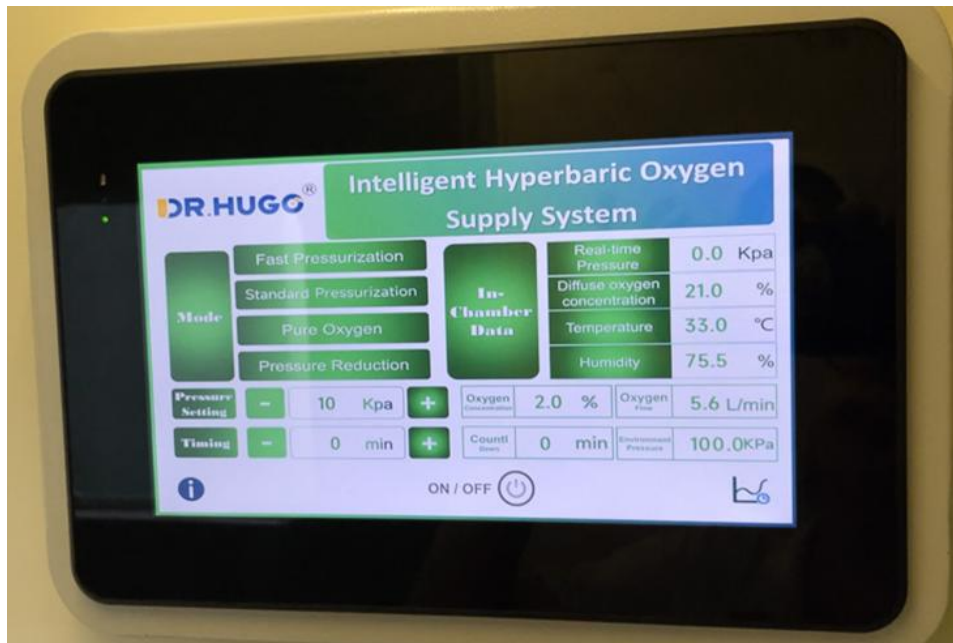 DR.HUGO®
Intelligent Hyperbaric Oxygen
Supply System
Mode
Fast Pressurization
Standard Pressurization
Pure Oxygen
Pressure Reduction
In-
Chamber
Data
Real-time
Pressure
0.0 Kpa
Diffuse oxygen
concentration
21.0 %
Temperature
33.0 ℃
Humidity
75.5 %
Pressure
Setting
- 10 Kpa +
Oxygen
Concentration
2.0 %
Oxygen
Flow
5.6 L/min
Timing
- 0 min +
Countl
Down
0 min
Environment
Pressure
100.0KPa
i
ON / OFF